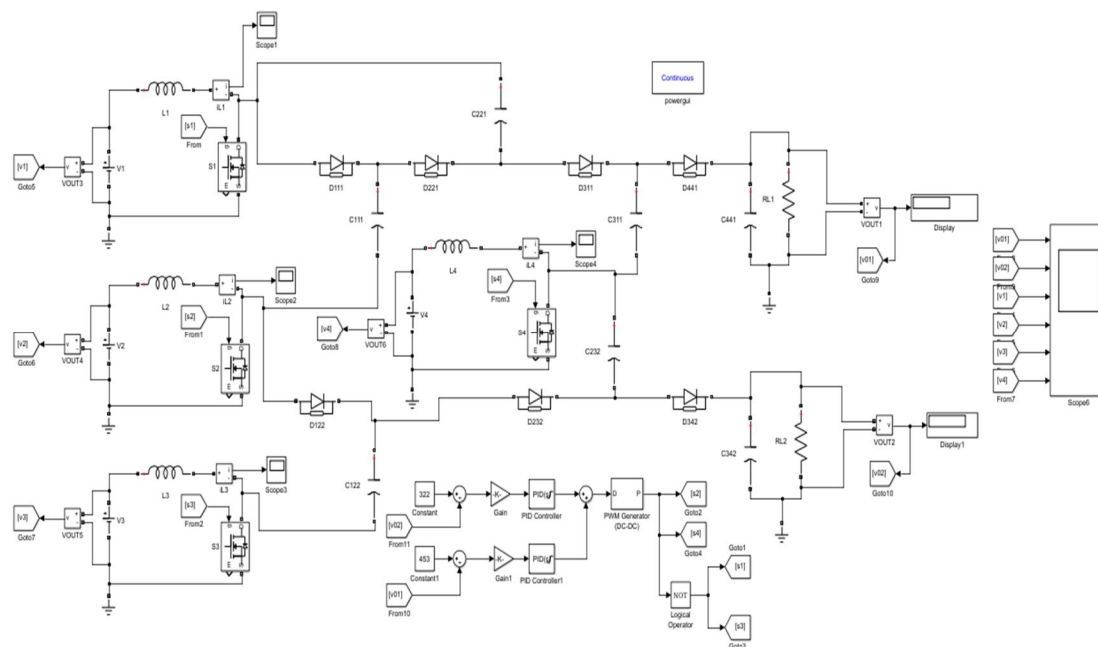 Scope1
Continuous
powergui
L1
iL1
C221
[s1]
From
S1
V1
[v1]
Goto5
VOUT3
D111
D221
D311
D441
C111
C311
C441
RL1
VOUT1
Display
[v01]
Goto9
L4
iL4
Scope4
[s4]
From3
S4
V4
[v4]
Goto8
VOUT6
C232
L2
iL2
Scope2
[s2]
From1
S2
V2
[v2]
Goto6
VOUT4
D122
D232
D342
C342
RL2
VOUT2
Display1
[v02]
Goto10
[v01]
[v02]
[v1]
[v2]
[v3]
[v4]
From7
Scope6
L3
iL3
Scope3
[s3]
From2
S3
V3
[v3]
Goto7
VOUT5
C122
322
Constant
-K-
Gain
PID(s)
PID Controller
D P
PWM Generator
(DC-DC)
[s2]
Goto2
[v02]
From11
[s4]
Goto4
453
Constant1
-K-
Gain1
PID(s)
PID Controller1
[v01]
From10
NOT
Logical
Operator
Goto1
[s1]
[s3]
Goto3